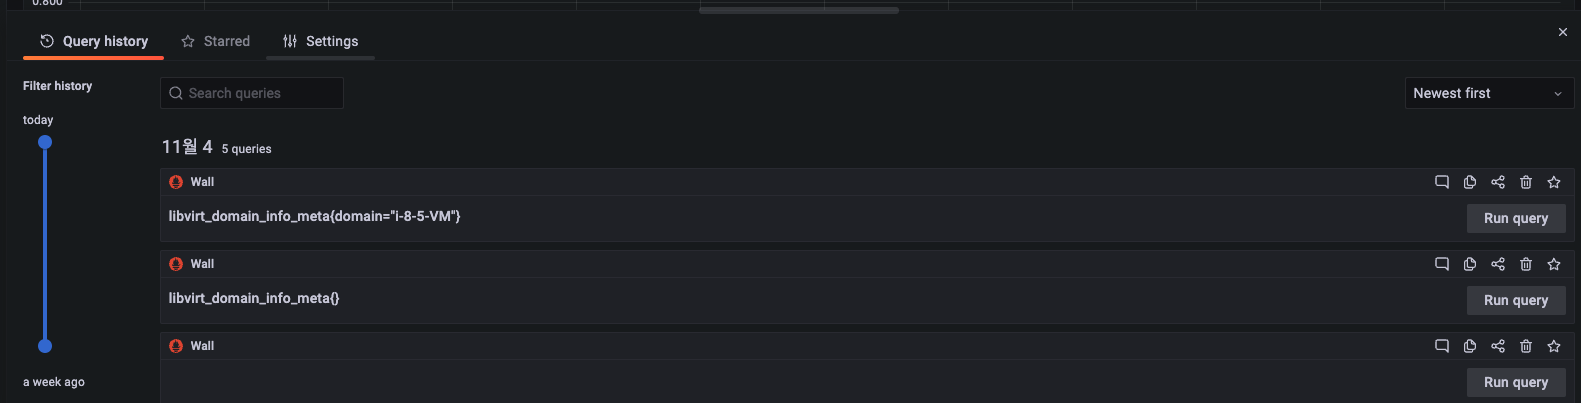 0.800
Query history Starred Settings
Filter history
Search queries
Newest first
today
11월 4 5 queries
Wall
libvirt_domain_info_meta{domain="i-8-5-VM"}
Run query
Wall
libvirt_domain_info_meta{}
Run query
Wall
Run query
a week ago